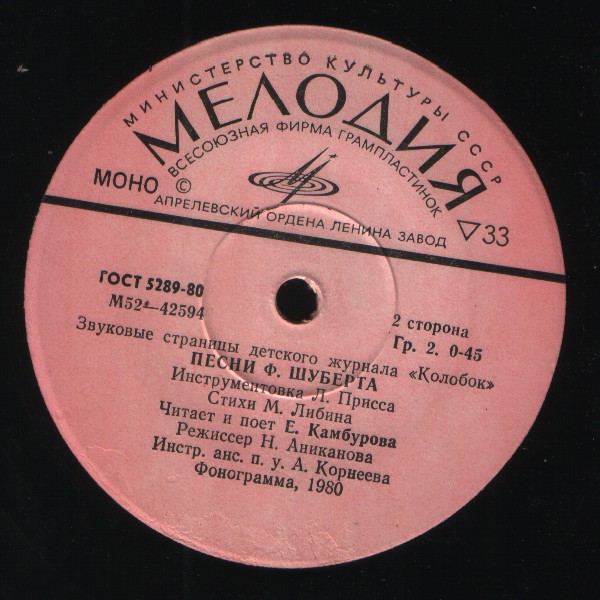 МИНИСТЕРСТВО КУЛЬТУРЫ СССР
МЕЛОДИЯ
ВСЕСОЮЗНАЯ ФИРМА ГРАМПЛАСТИНОК
МОНО ©
АПРЕЛЕВСКИЙ ОРДЕНА ЛЕНИНА ЗАВОД
▽33
ГОСТ 5289-80
М52—42594
2 сторона
Гр. 2. 0-45
Звуковые страницы детского журнала «Колобок»
ПЕСНИ Ф. ШУБЕРТА
Инструментовка Л. Присса
Стихи М. Либина
Читает и поет Е. Камбурова
Режиссер Н. Аниканова
Инстр. анс. п. у. А. Корнеева
Фонограмма, 1980